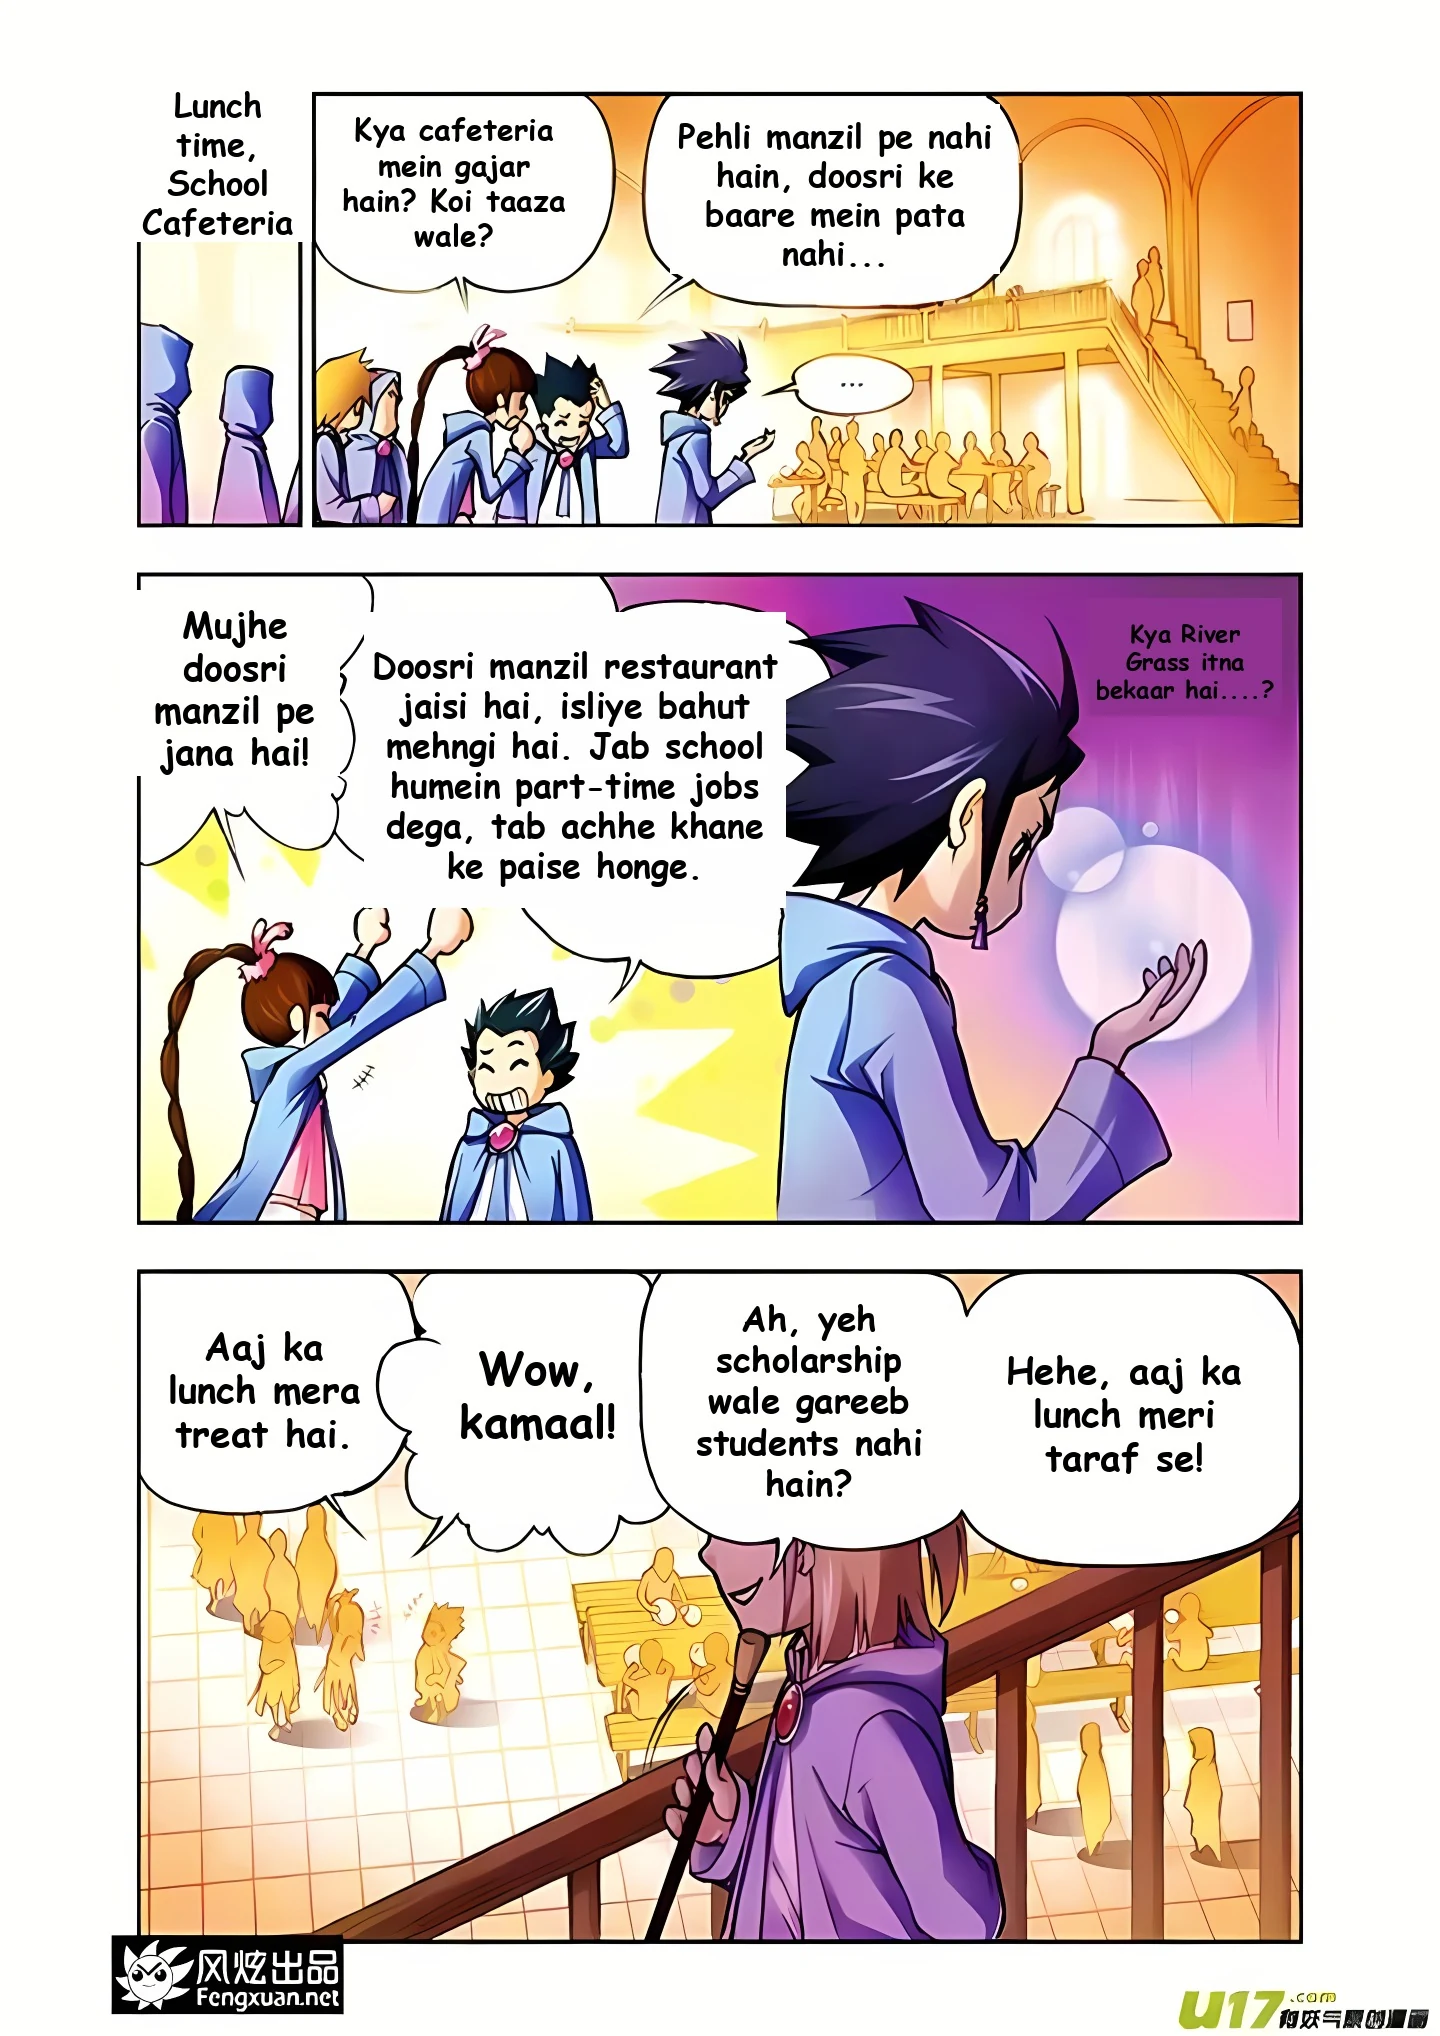 Lunch
time,
School
Cafeteria
Kya cafeteria
mein gajar
hain? Koi taaza
wale?
Pehli manzil pe nahi
hain, doosri ke
baare mein pata
nahi...
...
Mujhe
doosri
manzil pe
jana hai!
Doosri manzil restaurant
jaisi hai, isliye bahut
mehngi hai. Jab school
humein part-time jobs
dega, tab achhe khane
ke paise honge.
Kya River
Grass itna
bekaar hai....?
Aaj ka
lunch mera
treat hai.
Wow,
kamaal!
Ah, yeh
scholarship
wale gareeb
students nahi
hain?
Hehe, aaj ka
lunch meri
taraf se!
风炫出品
Fengxuan.net
U17.com